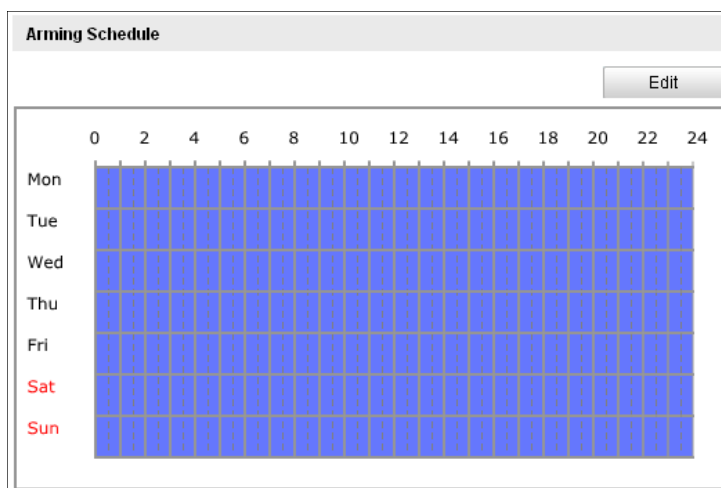 Arming Schedule
Edit
0 2 4 6 8 10 12 14 16 18 20 22 24
Mon
Tue
Wed
Thu
Fri
Sat
Sun